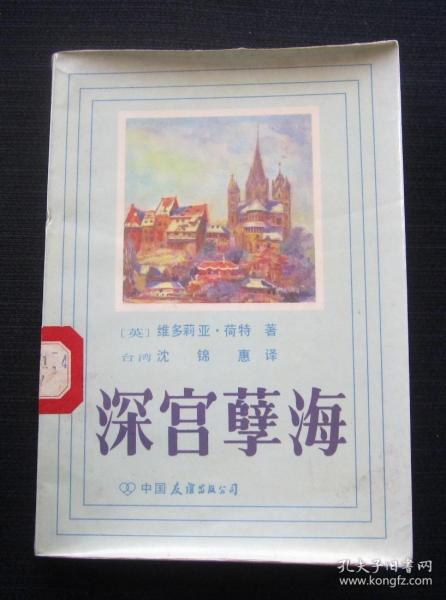 [英]维多莉亚·荷特 著
台湾 沈锦惠 译
深宫孽海
中国友谊出版公司
孔夫子旧书网
www.kongfz.com